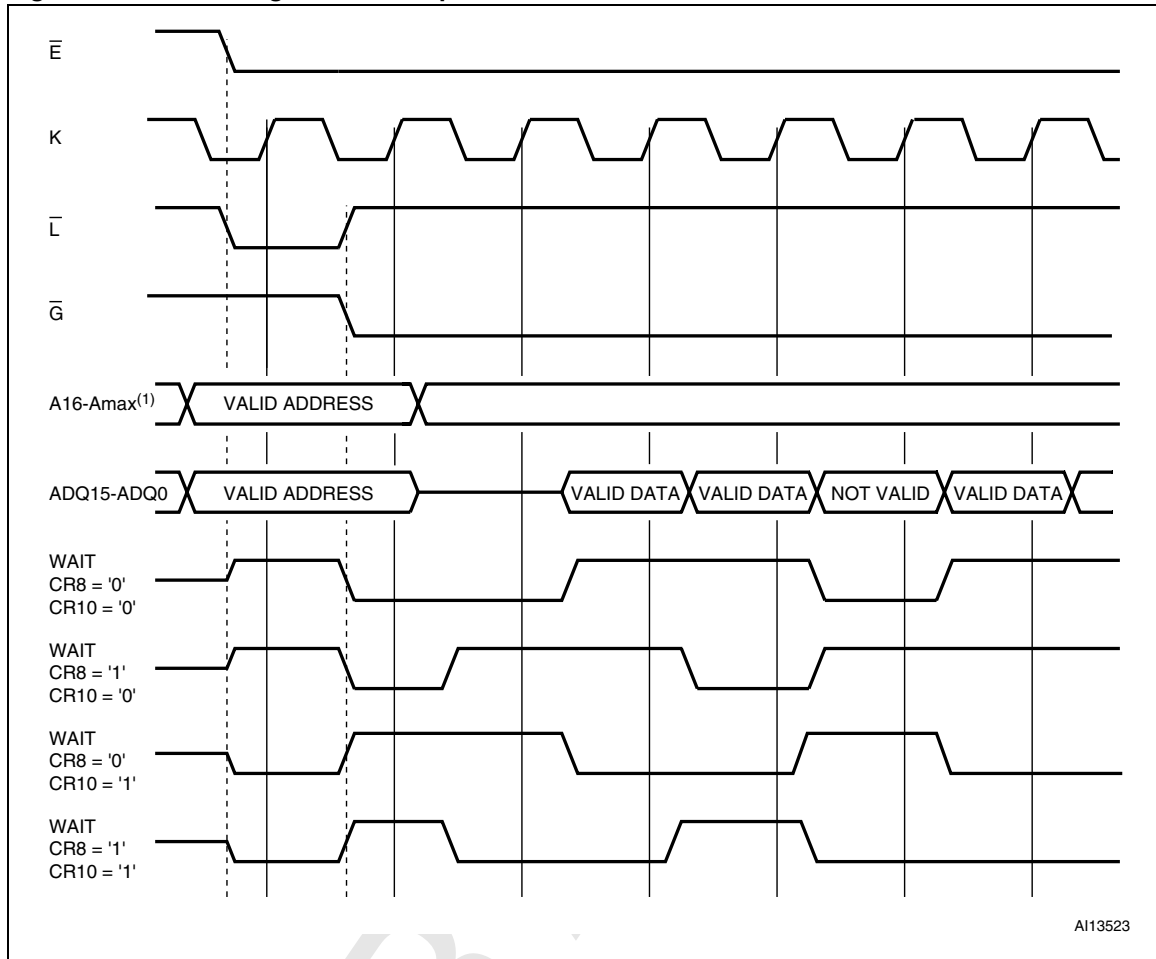 E
K
L
G
A16-Amax(1)
VALID ADDRESS
ADQ15-ADQ0
VALID ADDRESS
VALID DATA
VALID DATA
NOT VALID
VALID DATA
WAIT
CR8 = '0'
CR10 = '0'
WAIT
CR8 = '1'
CR10 = '0'
WAIT
CR8 = '0'
CR10 = '1'
WAIT
CR8 = '1'
CR10 = '1'
AI13523